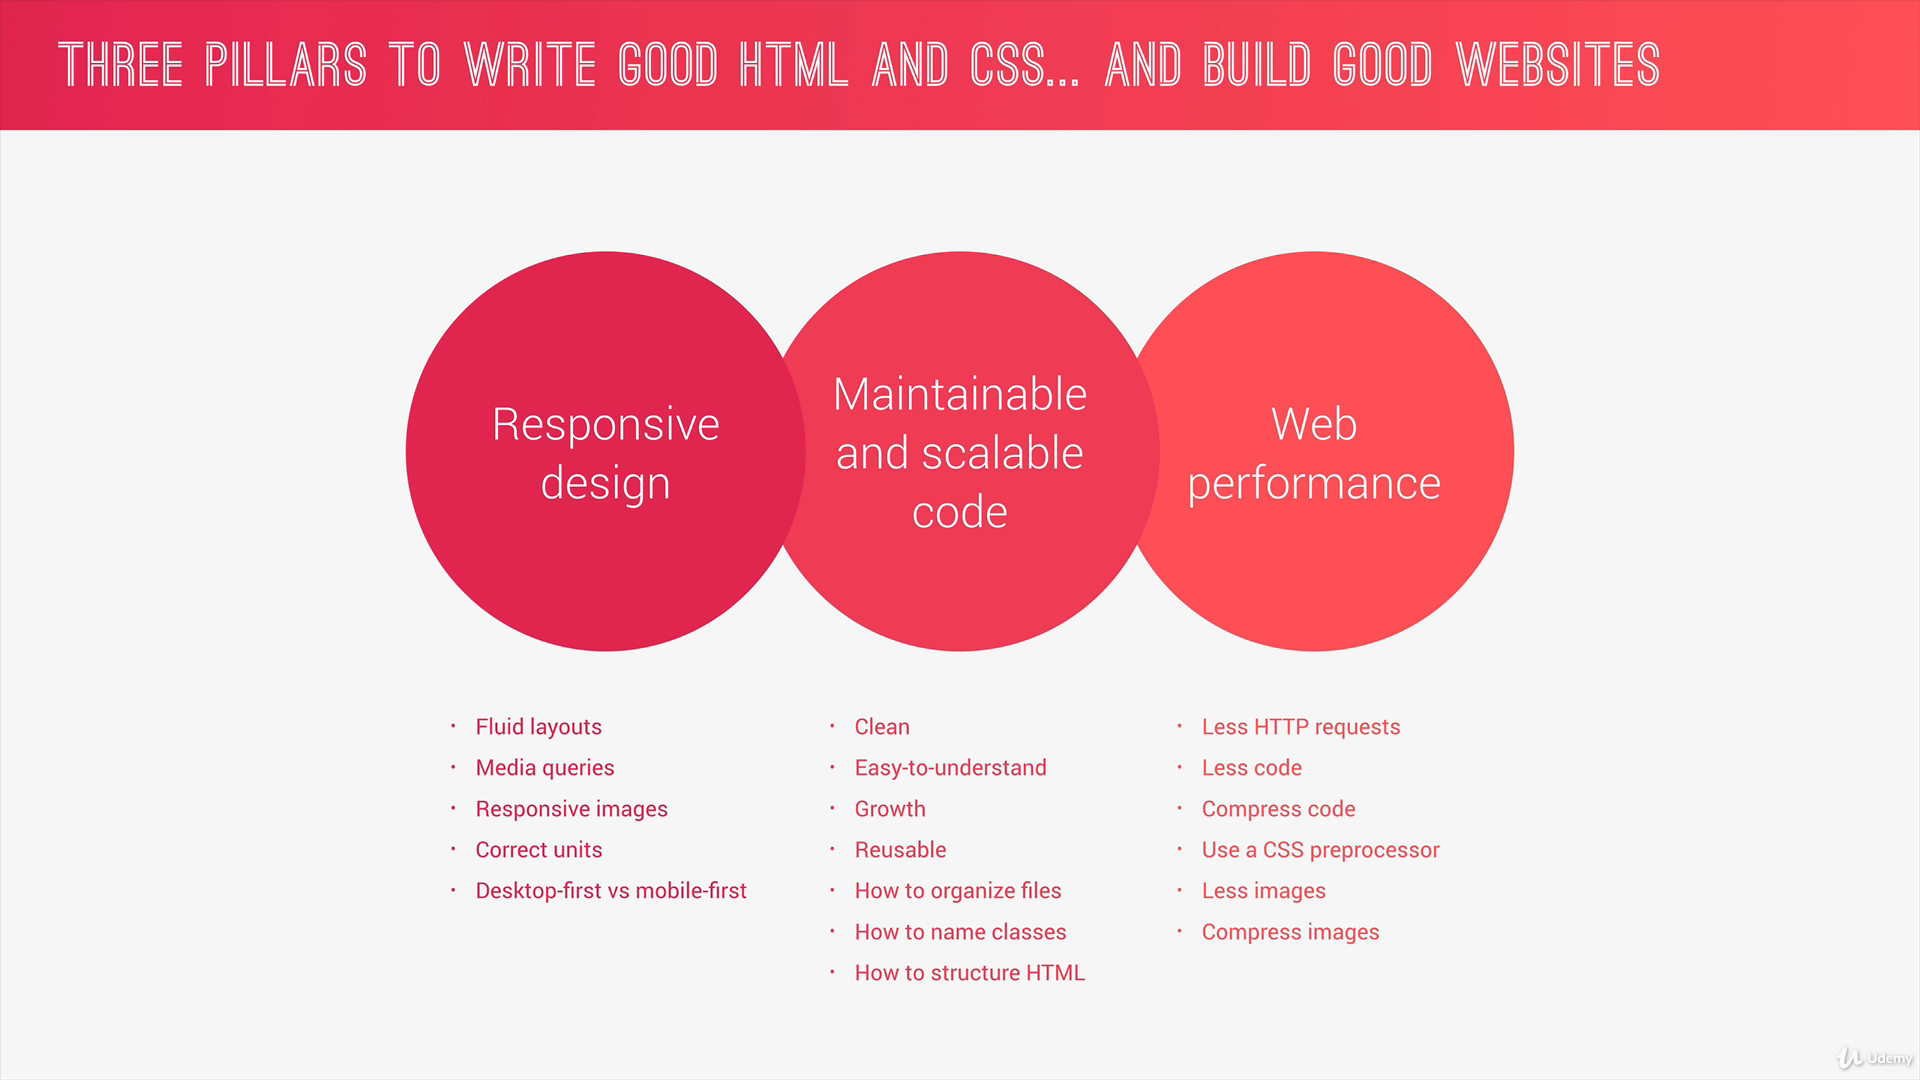 THREE PILLARS TO WRITE GOOD HTML AND CSS... AND BUILD GOOD WEBSITES
Responsive
design
Maintainable
and scalable
code
Web
performance
· Fluid layouts
· Media queries
· Responsive images
· Correct units
· Desktop-first vs mobile-first
· Clean
· Easy-to-understand
· Growth
· Reusable
· How to organize files
· How to name classes
· How to structure HTML
· Less HTTP requests
· Less code
· Compress code
· Use a CSS preprocessor
· Less images
· Compress images
Udemy